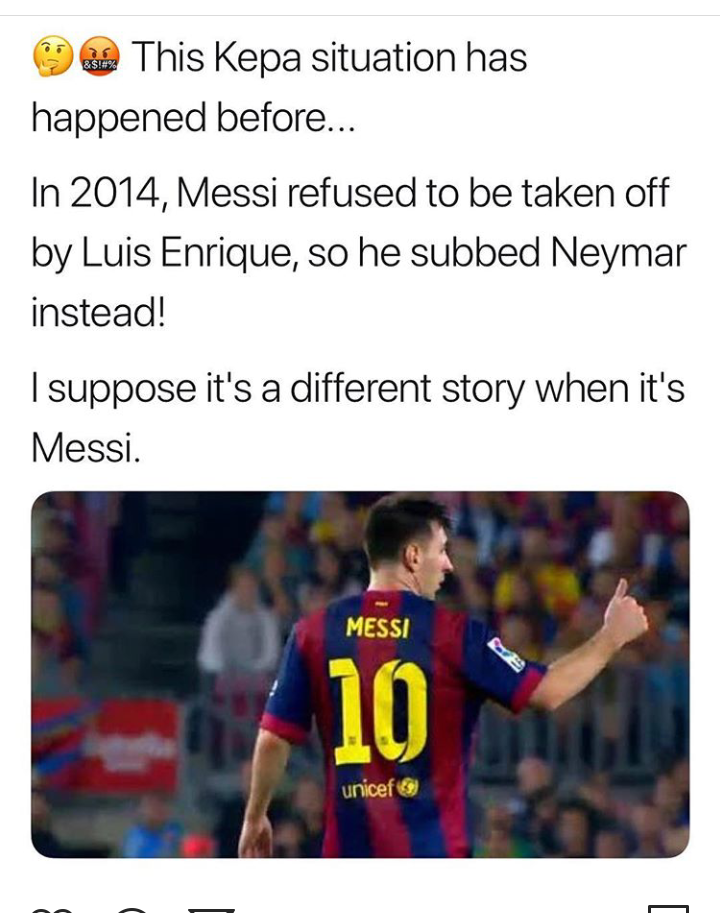 🤔🤬 This Kepa situation has
happened before...
In 2014, Messi refused to be taken off
by Luis Enrique, so he subbed Neymar
instead!
I suppose it's a different story when it's
Messi.
MESSI
10
unicef